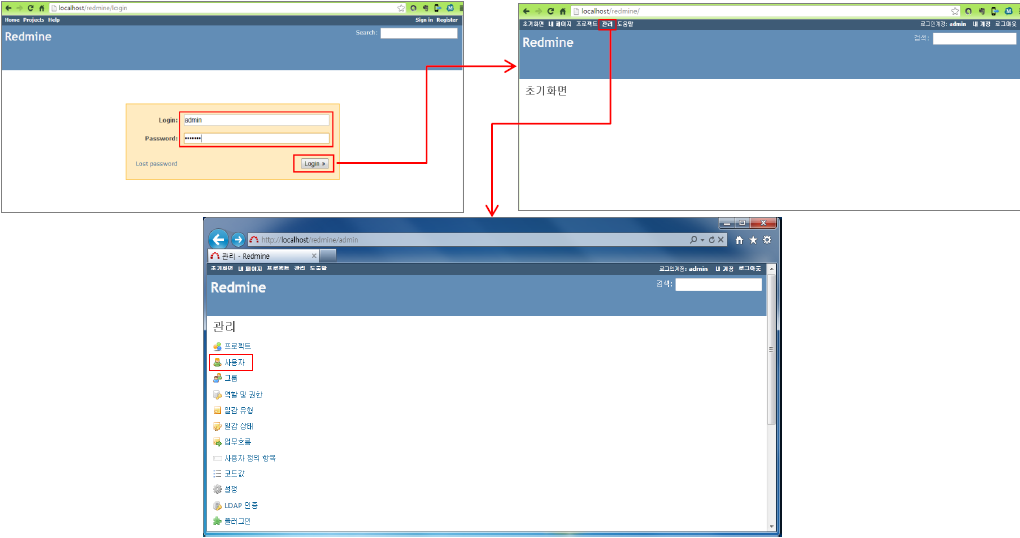 localhost/redmine/login
Home Projects Help
Sign in Register
Redmine
Search:
Login: admin
Password: •••••••
Lost password
Login »
localhost/redmine/
초기화면 내 페이지 프로젝트 관리 도움말
로그인계정: admin 내 계정 로그아웃
Redmine
검색:
초기화면
http://localhost/redmine/admin
관리 - Redmine
초기화면 내 페이지 프로젝트 관리 도움말
로그인계정: admin 내 계정 로그아웃
Redmine
검색:
관리
프로젝트
사용자
그룹
역할 및 권한
일감 유형
일감 상태
업무흐름
사용자 정의 항목
코드값
설정
LDAP 인증
플러그인